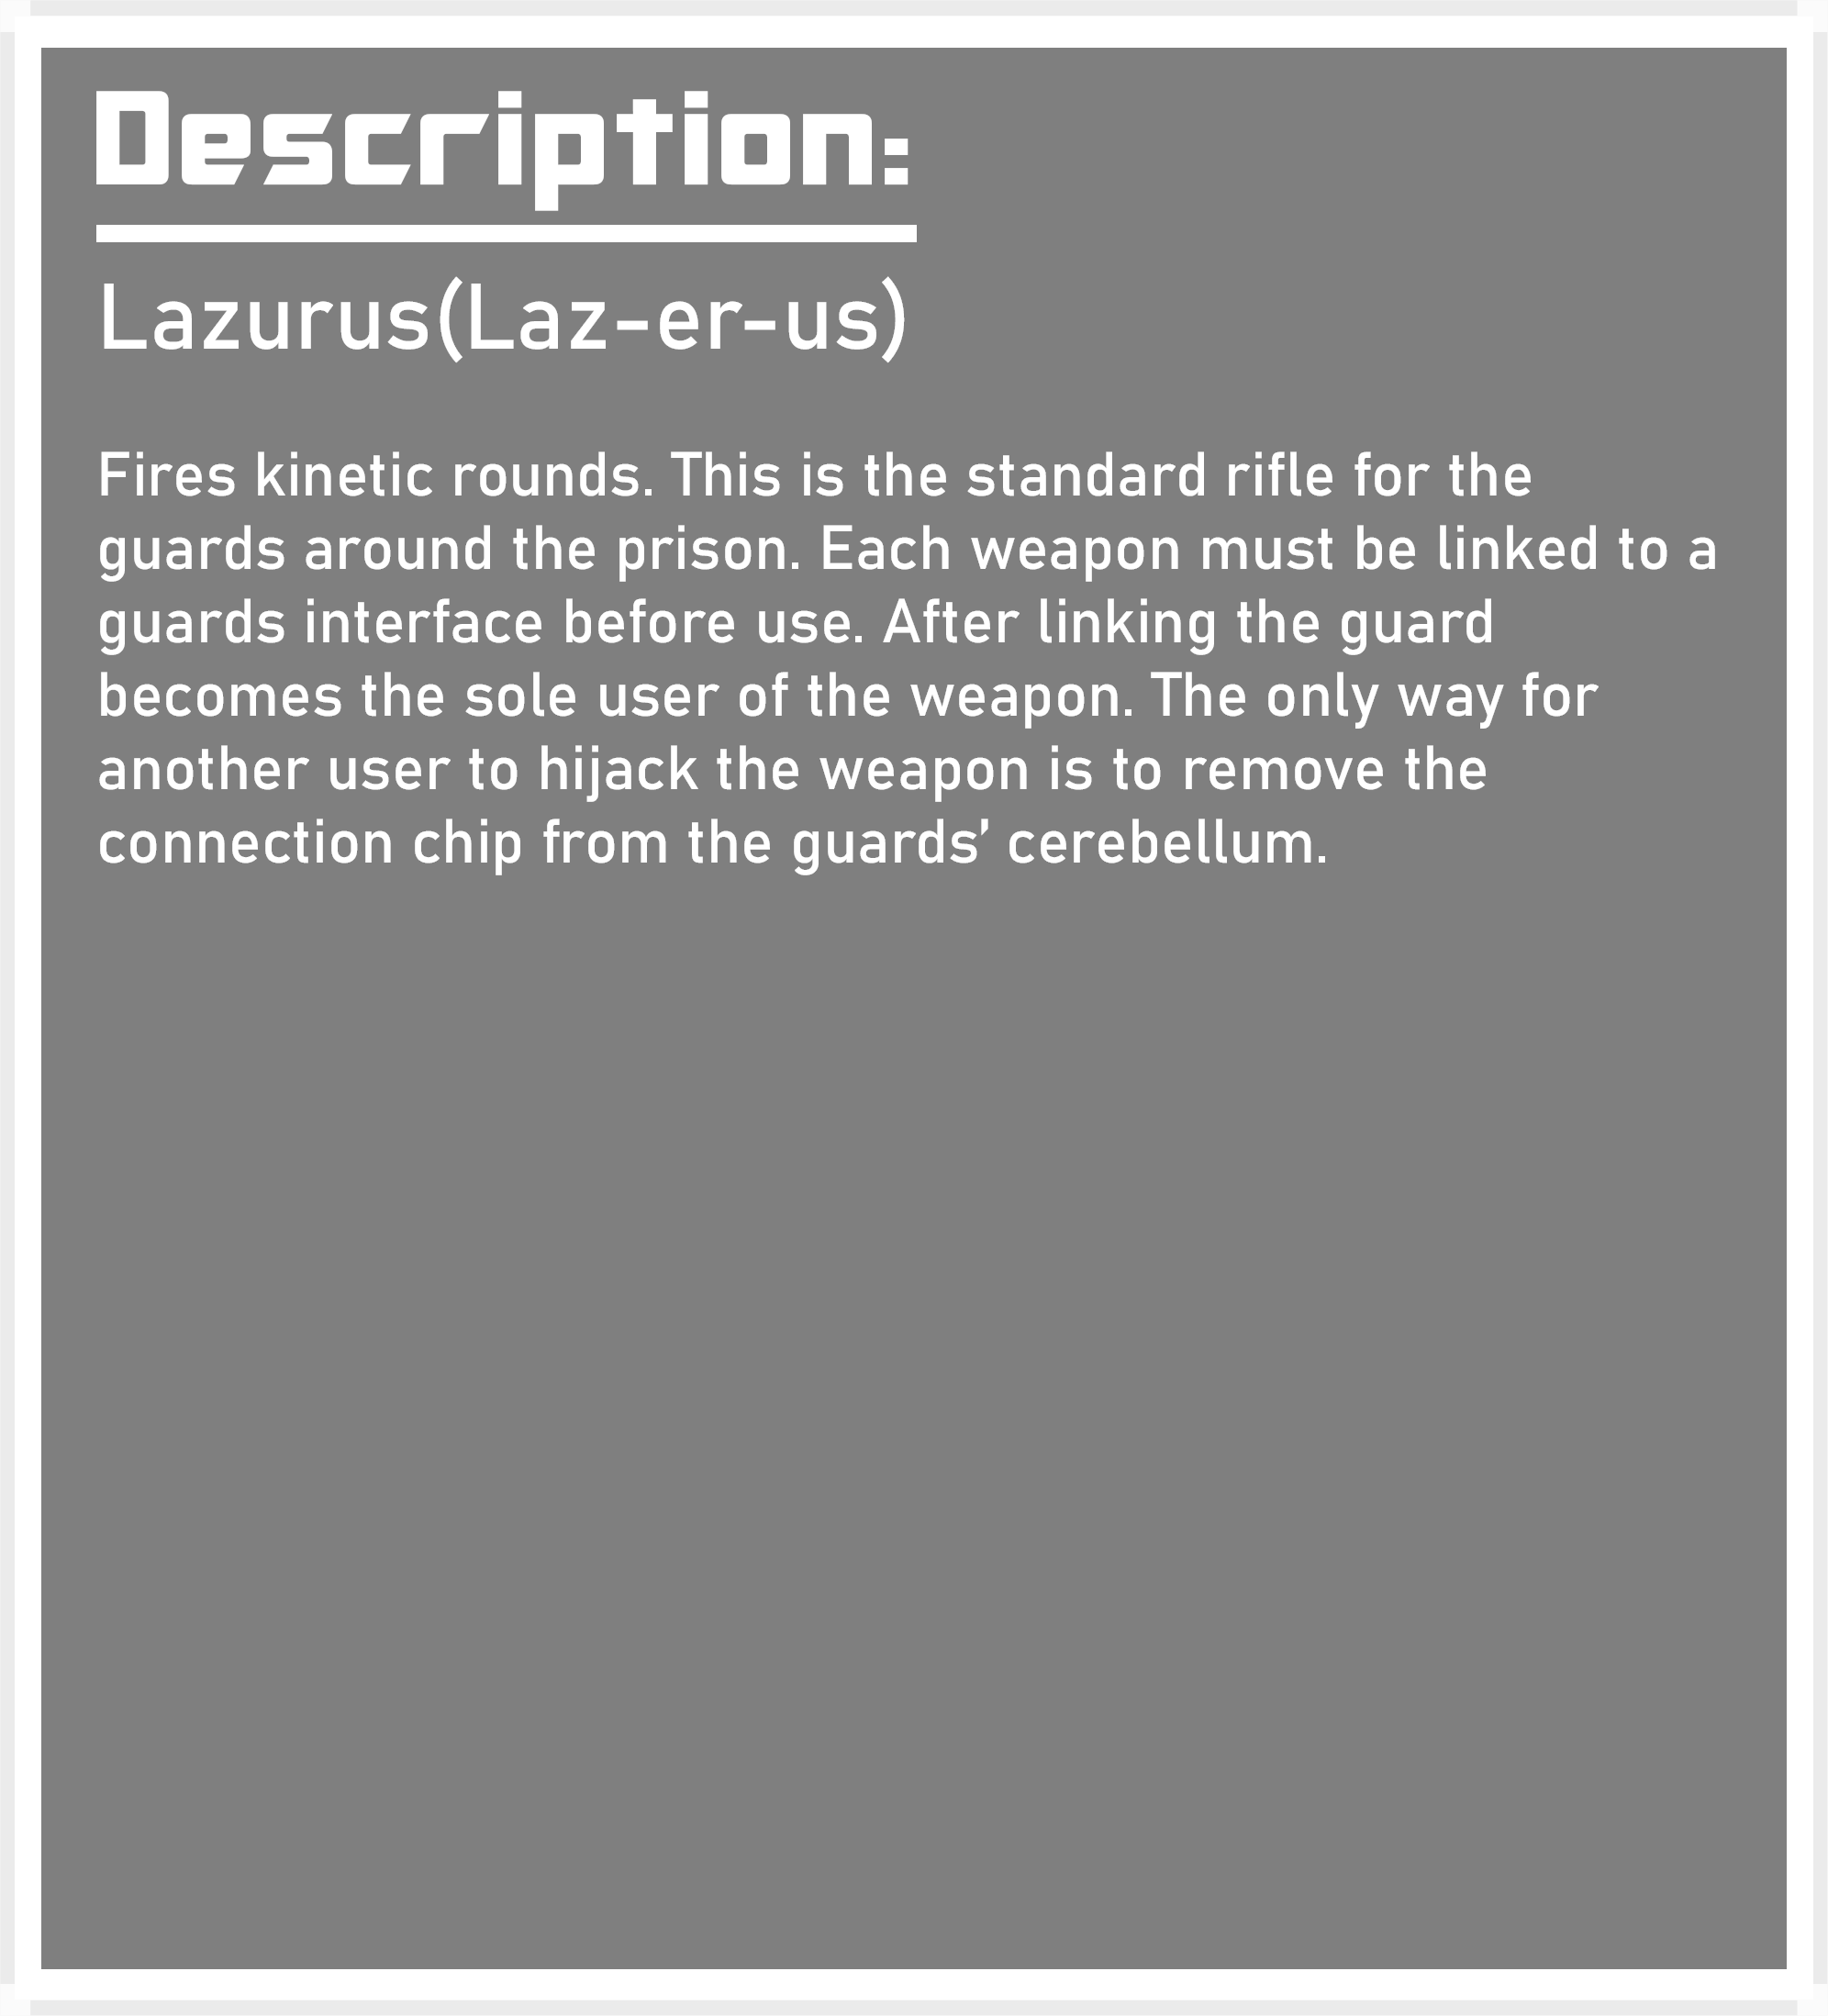 Description:
Lazurus(Laz-er-us)
Fires kinetic rounds. This is the standard rifle for the
guards around the prison. Each weapon must be linked to a
guards interface before use. After linking the guard
becomes the sole user of the weapon. The only way for
another user to hijack the weapon is to remove the
connection chip from the guards’ cerebellum.